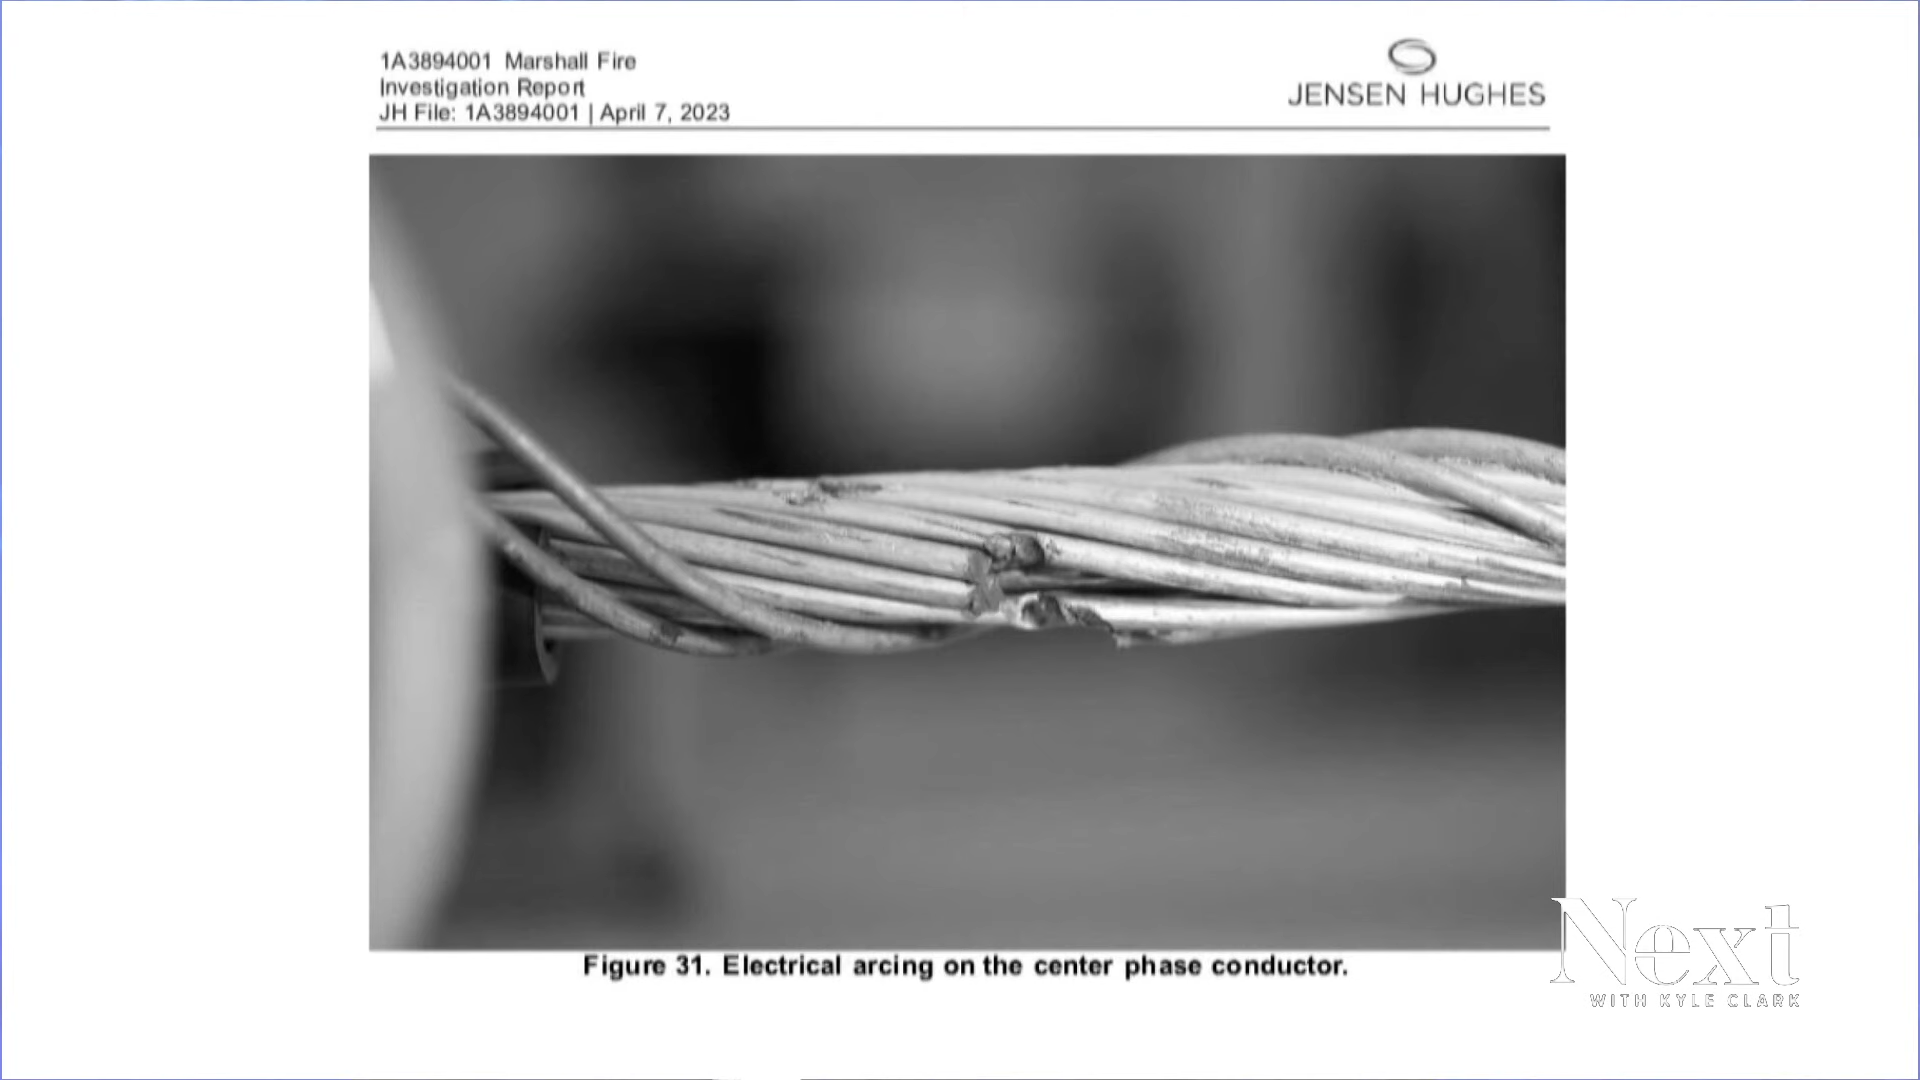 1A3894001 Marshall Fire
Investigation Report
JH File: 1A3894001 | April 7, 2023
JENSEN HUGHES
Figure 31. Electrical arcing on the center phase conductor.
Next
WITH KYLE CLARK